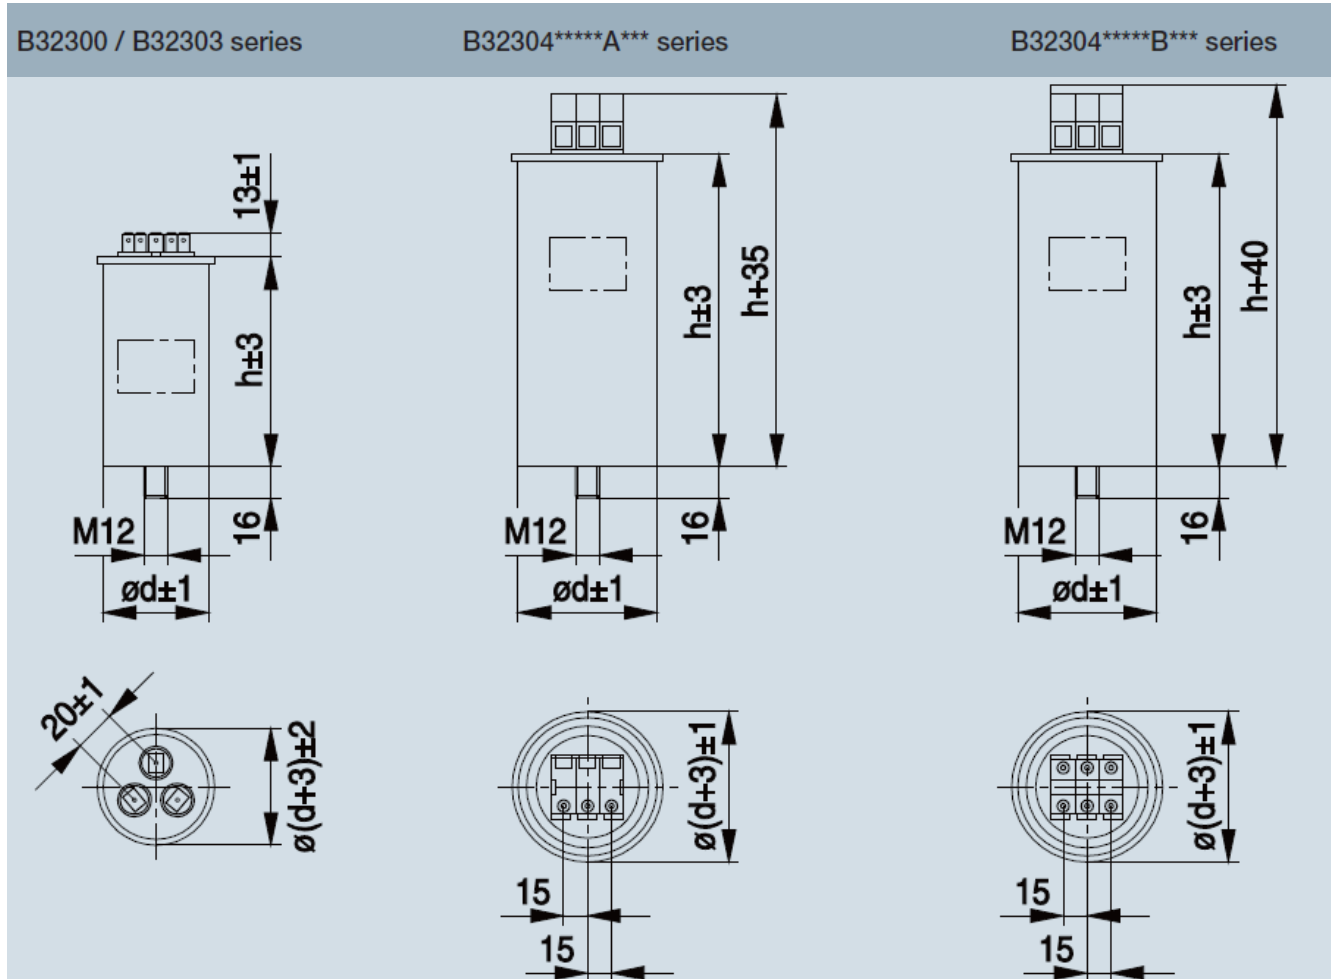 B32300 / B32303 series
B32304*****A*** series
B32304*****B*** series
13±1
h±3
M12
16
ød±1
20±1
ø(d+3)±2
h+35
h±3
M12
16
ød±1
ø(d+3)±1
15
15
h+40
h±3
M12
16
ød±1
ø(d+3)±1
15
15